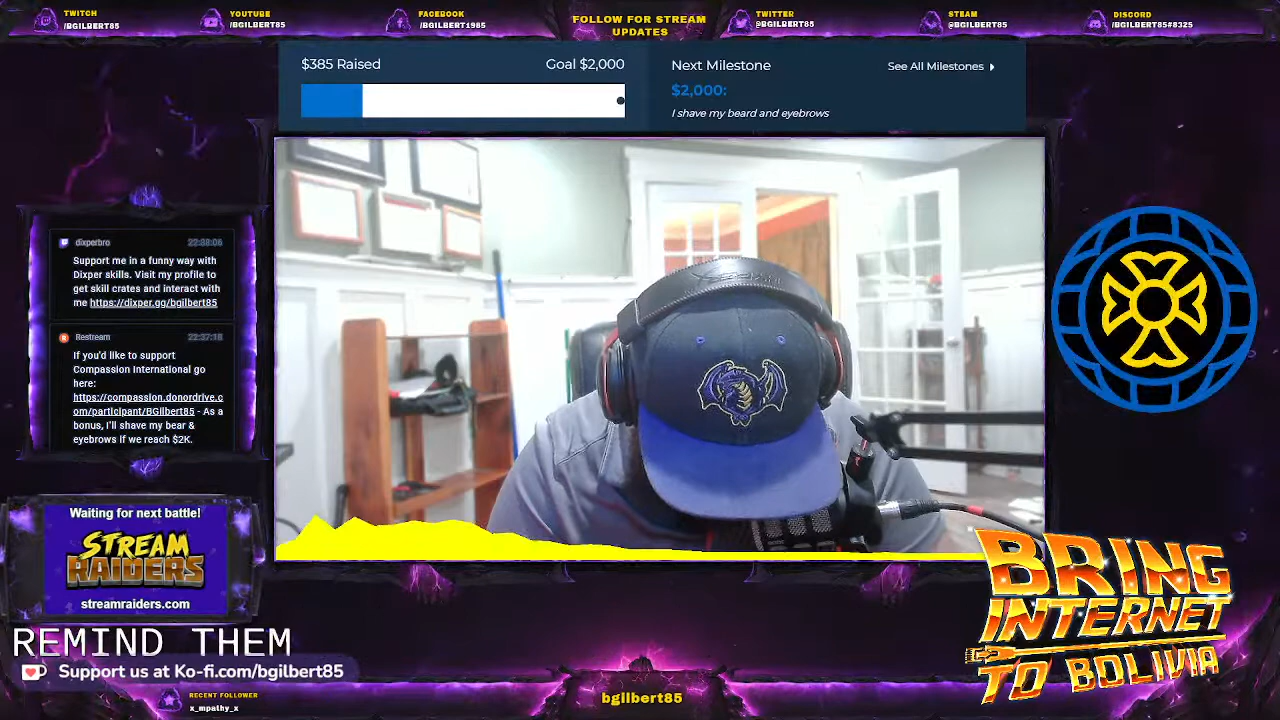 TWITCH
/BGILBERT85
YOUTUBE
/BGILBERT85
FACEBOOK
/BGILBERT1985
FOLLOW FOR STREAM
UPDATES
TWITTER
@BGILBERT85
STEAM
@BGILBERT85
DISCORD
/BGILBERT85#8325
$385 Raised
Goal $2,000
Next Milestone
See All Milestones
$2,000:
I shave my beard and eyebrows
dixperbro
22:88:06
Support me in a funny way with
Dixper skills. Visit my profile to
get skill crates and interact with
me https://dixper.gg/bgilbert85
Restream
22:37:18
If you'd like to support
Compassion International go
here:
https://compassion.donordrive.c
om/participant/BGilbert85 - As a
bonus, I'll shave my bear &
eyebrows if we reach $2K.
Waiting for next battle!
STREAM
RAIDERS
streamraiders.com
REMIND THEM
Support us at Ko-fi.com/bgilbert85
RECENT FOLLOWER
x_mpathy_x
bgilbert85
BRING
INTERNET
TO BOLIVIA